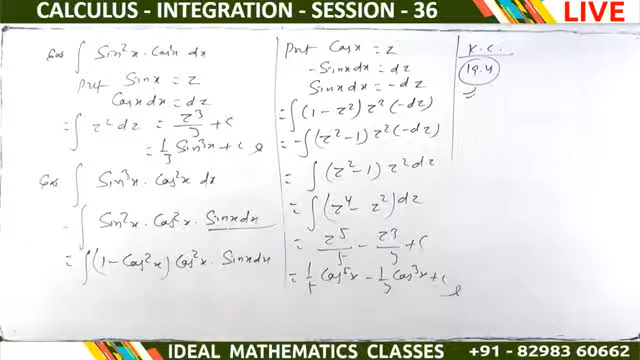 CALCULUS - INTEGRATION - SESSION - 36
LIVE
∫ Sin²x · Cosx dx
Put Sinx = z
Cosx dx = dz
= ∫ z² dz = z³/3 + C
= 1/3 Sin³x + C
∫ Sin³x · Cos²x dx
= ∫ Sin²x · Cos²x · Sinx dx
= ∫ (1 - Cos²x) Cos²x · Sinx dx
Put Cosx = z
-Sinx dx = dz
Sinx dx = -dz
= ∫ (1 - z²) z² (-dz)
= -∫ (z² - 1) z² (-dz)
= ∫ (z² - 1) z² dz
= ∫ (z⁴ - z²) dz
= z⁵/5 - z³/3 + C
= 1/5 Cos⁵x - 1/3 Cos³x + C
K.C.
19.4
IDEAL MATHEMATICS CLASSES
+91 - 82983 60662